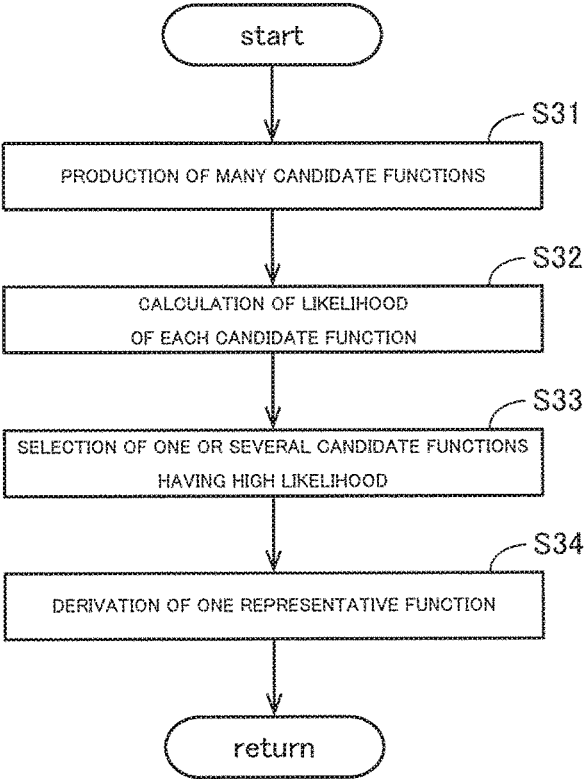 start
S31
PRODUCTION OF MANY CANDIDATE FUNCTIONS
S32
CALCULATION OF LIKELIHOOD
OF EACH CANDIDATE FUNCTION
S33
SELECTION OF ONE OR SEVERAL CANDIDATE FUNCTIONS
HAVING HIGH LIKELIHOOD
S34
DERIVATION OF ONE REPRESENTATIVE FUNCTION
return